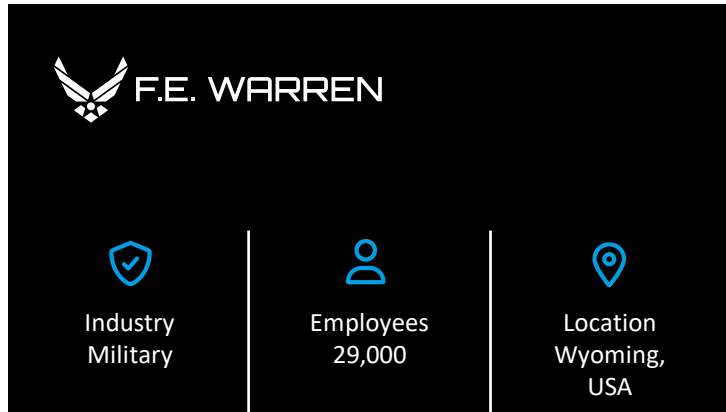 F.E. WARREN
Industry
Military
Employees
29,000
Location
Wyoming,
USA